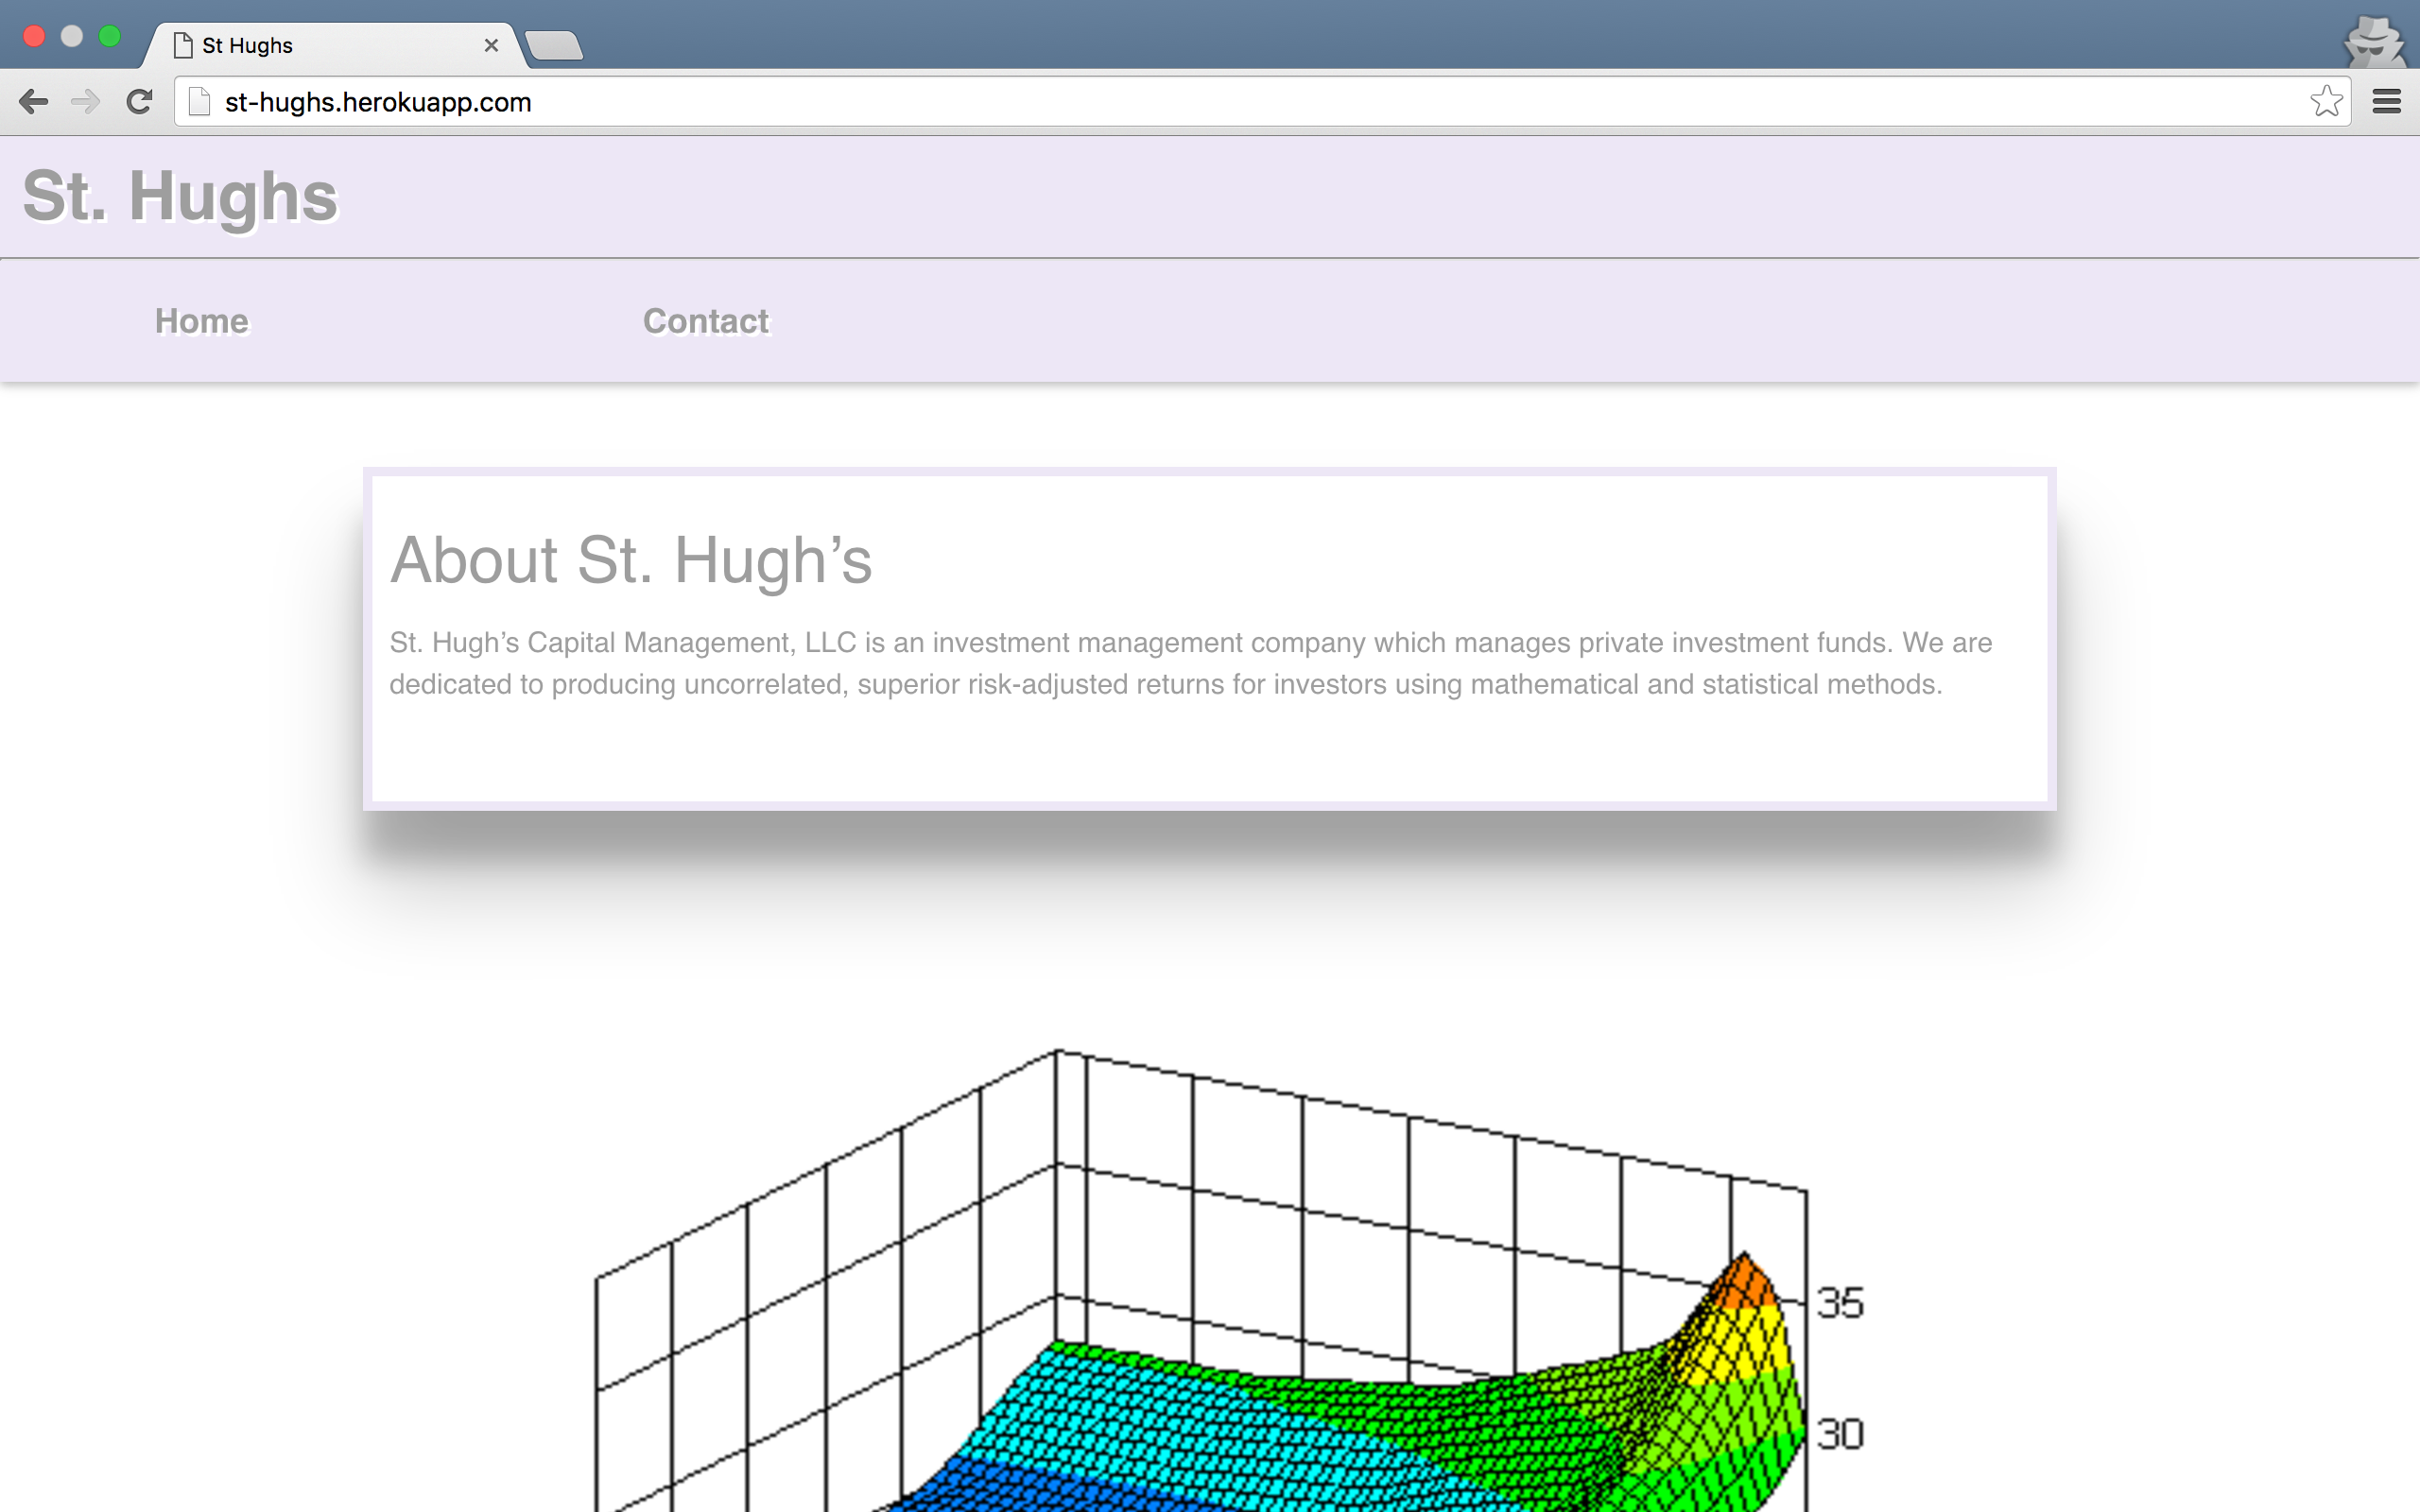 St Hughs
st-hughs.herokuapp.com
St. Hughs
Home Contact
About St. Hugh’s
St. Hugh’s Capital Management, LLC is an investment management company which manages private investment funds. We are
dedicated to producing uncorrelated, superior risk-adjusted returns for investors using mathematical and statistical methods.
35
30